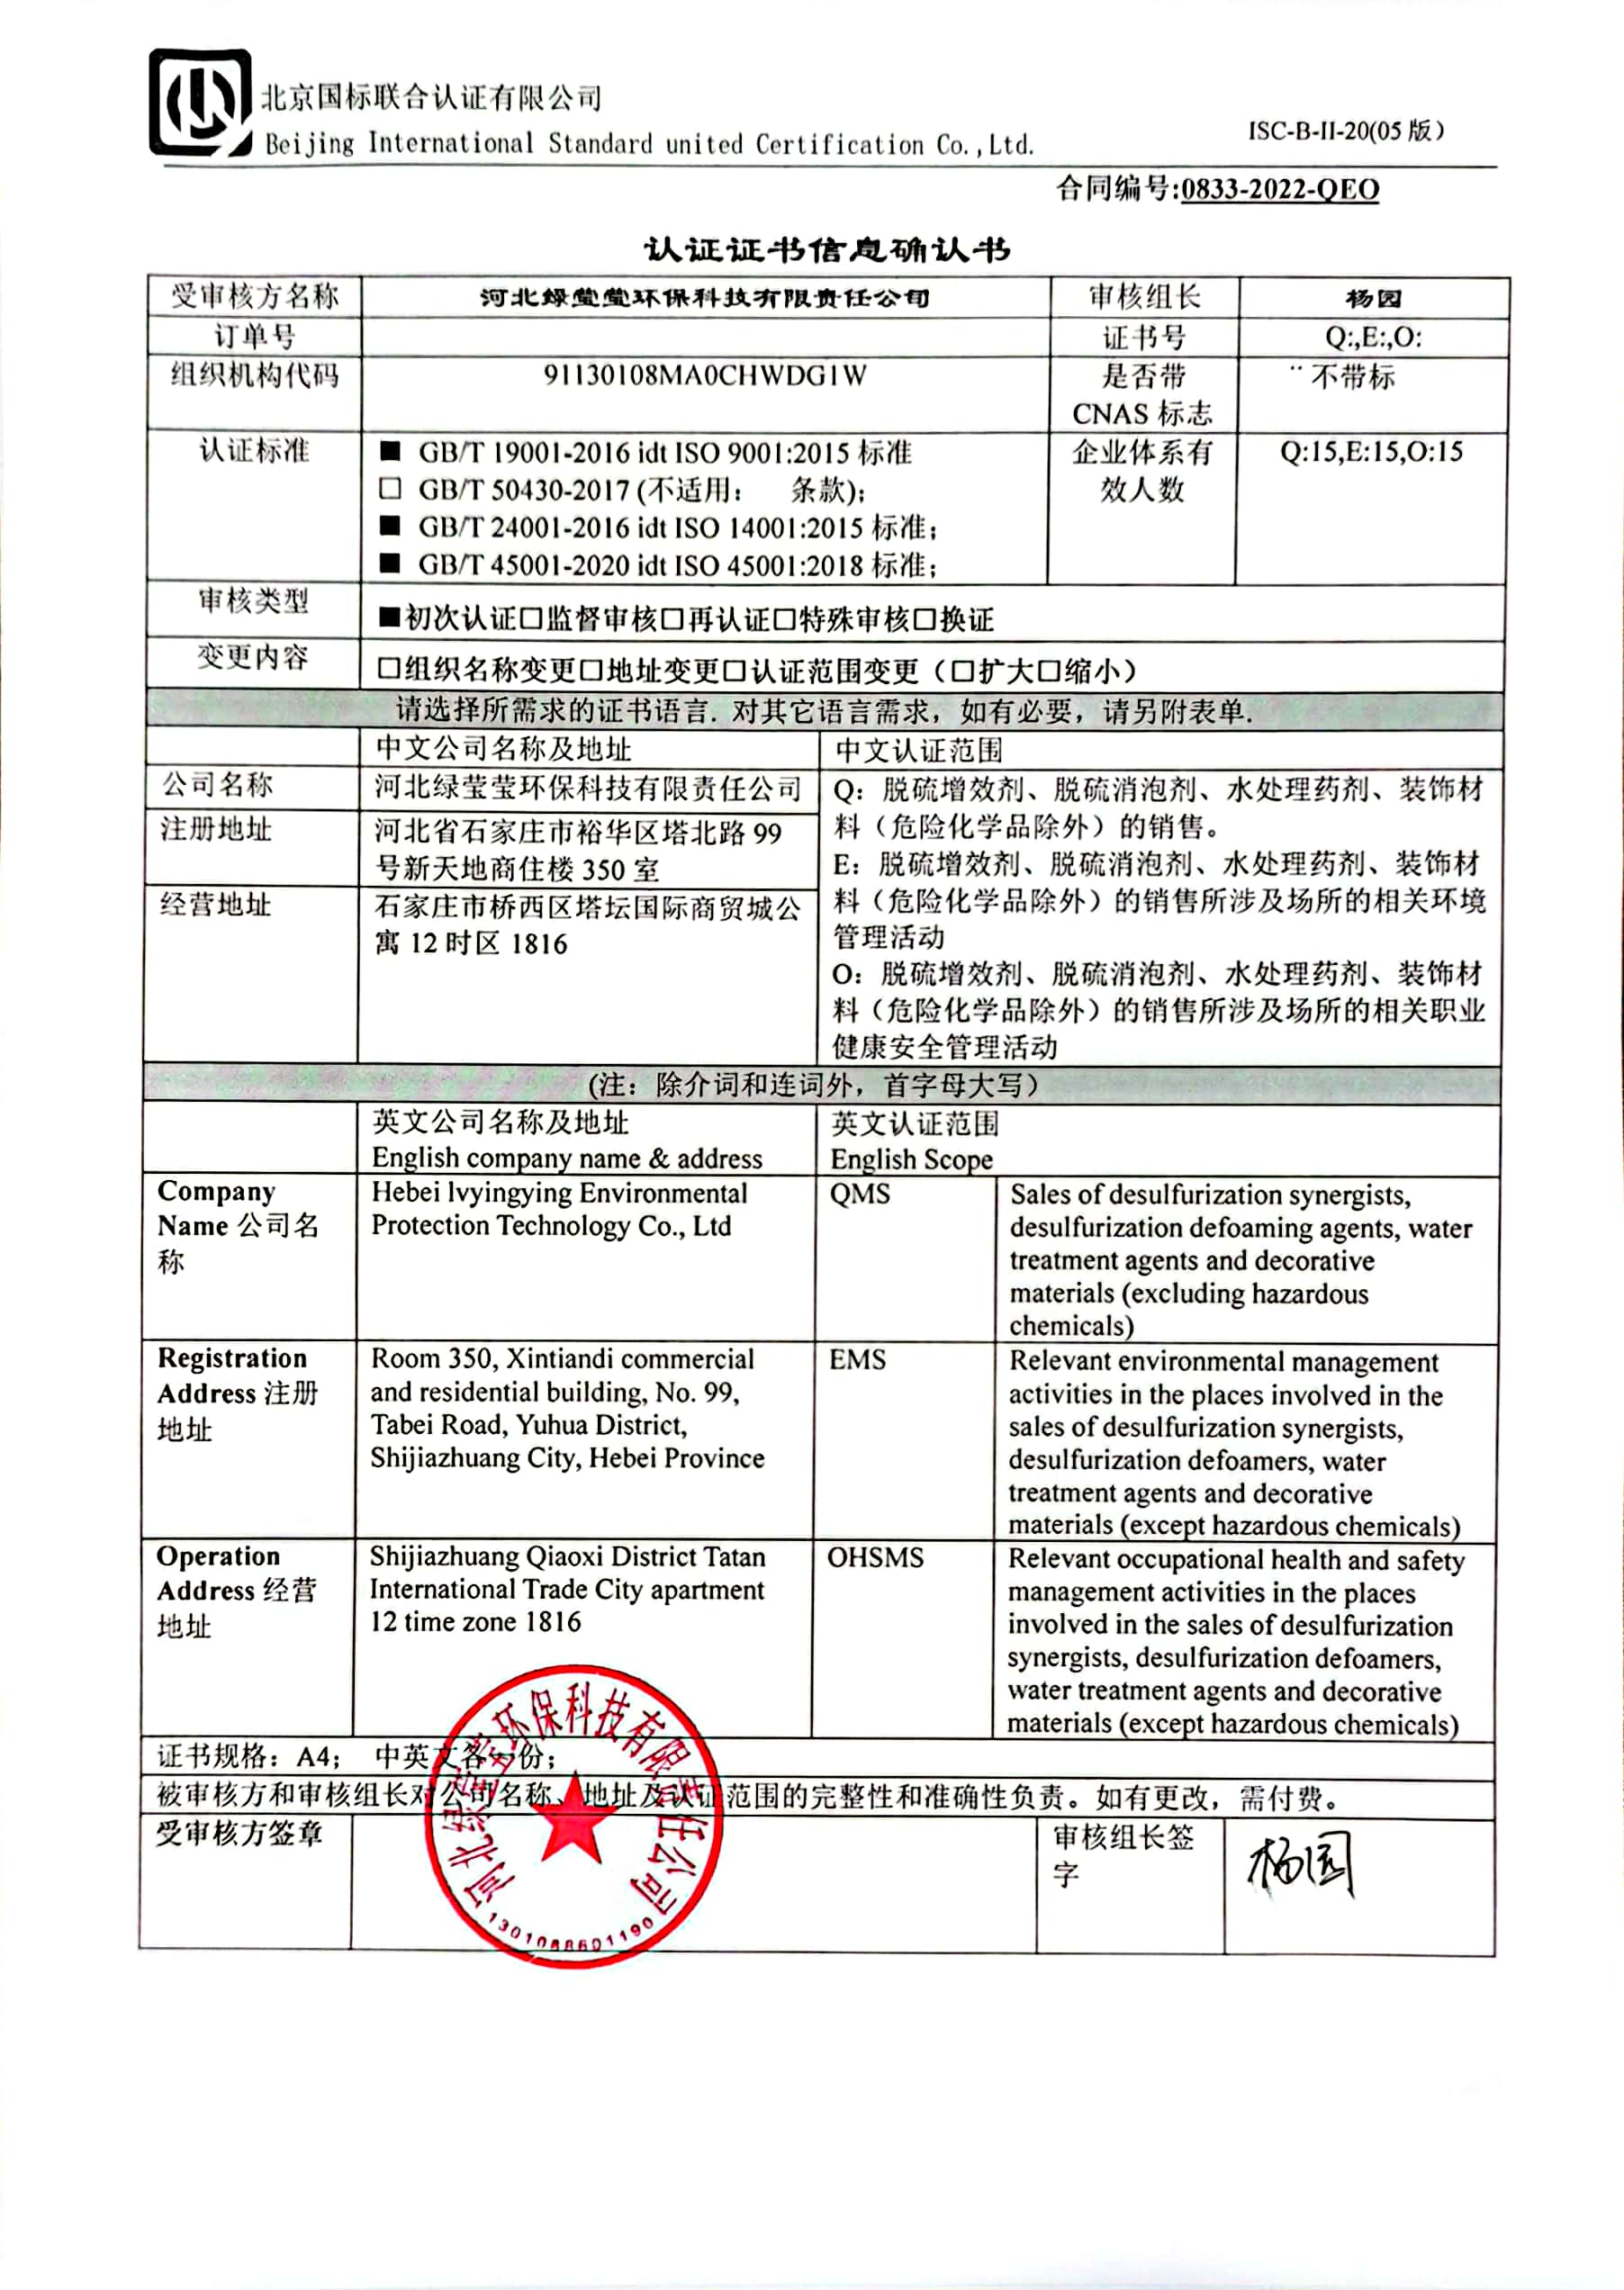 北京国标联合认证有限公司
Beijing International Standard united Certification Co.,Ltd.
ISC-B-II-20(05 版)
合同编号:0833-2022-QEO
认证证书信息确认书
受审核方名称 河北绿莹莹环保科技有限责任公司 审核组长 杨园
订单号 证书号 Q:,E:,O:
组织机构代码 91130108MA0CHWDG1W 是否带 ¨ 不带标
CNAS 标志
认证标准 ■ GB/T 19001-2016 idt ISO 9001:2015 标准 企业体系有 Q:15,E:15,O:15
□ GB/T 50430-2017 (不适用： 条款); 效人数
■ GB/T 24001-2016 idt ISO 14001:2015 标准；
■ GB/T 45001-2020 idt ISO 45001:2018 标准；
审核类型 ■初次认证□监督审核□再认证□特殊审核□换证
变更内容 □组织名称变更□地址变更□认证范围变更（□扩大□缩小）
请选择所需求的证书语言. 对其它语言需求，如有必要，请另附表单.
中文公司名称及地址 中文认证范围
公司名称 河北绿莹莹环保科技有限责任公司
注册地址 河北省石家庄市裕华区塔北路 99
号新天地商住楼 350 室
经营地址 石家庄市桥西区塔坛国际商贸城公
寓 12 时区 1816
Q：脱硫增效剂、脱硫消泡剂、水处理药剂、装饰材
料（危险化学品除外）的销售。
E：脱硫增效剂、脱硫消泡剂、水处理药剂、装饰材
料（危险化学品除外）的销售所涉及场所的相关环境
管理活动
O：脱硫增效剂、脱硫消泡剂、水处理药剂、装饰材
料（危险化学品除外）的销售所涉及场所的相关职业
健康安全管理活动
(注：除介词和连词外，首字母大写)
英文公司名称及地址 英文认证范围
English company name & address English Scope
Company
Name 公司名
称
Hebei lvyingying Environmental
Protection Technology Co., Ltd
QMS
Sales of desulfurization synergists,
desulfurization defoaming agents, water
treatment agents and decorative
materials (excluding hazardous
chemicals)
Registration
Address 注册
地址
Room 350, Xintiandi commercial
and residential building, No. 99,
Tabei Road, Yuhua District,
Shijiazhuang City, Hebei Province
EMS
Relevant environmental management
activities in the places involved in the
sales of desulfurization synergists,
desulfurization defoamers, water
treatment agents and decorative
materials (except hazardous chemicals)
Operation
Address 经营
地址
Shijiazhuang Qiaoxi District Tatan
International Trade City apartment
12 time zone 1816
OHSMS
Relevant occupational health and safety
management activities in the places
involved in the sales of desulfurization
synergists, desulfurization defoamers,
water treatment agents and decorative
materials (except hazardous chemicals)
证书规格：A4； 中英文各一份；
被审核方和审核组长对公司名称、地址及认证范围的完整性和准确性负责。如有更改，需付费。
受审核方签章 审核组长签
字
杨园
河北绿莹莹环保科技有限责任公司